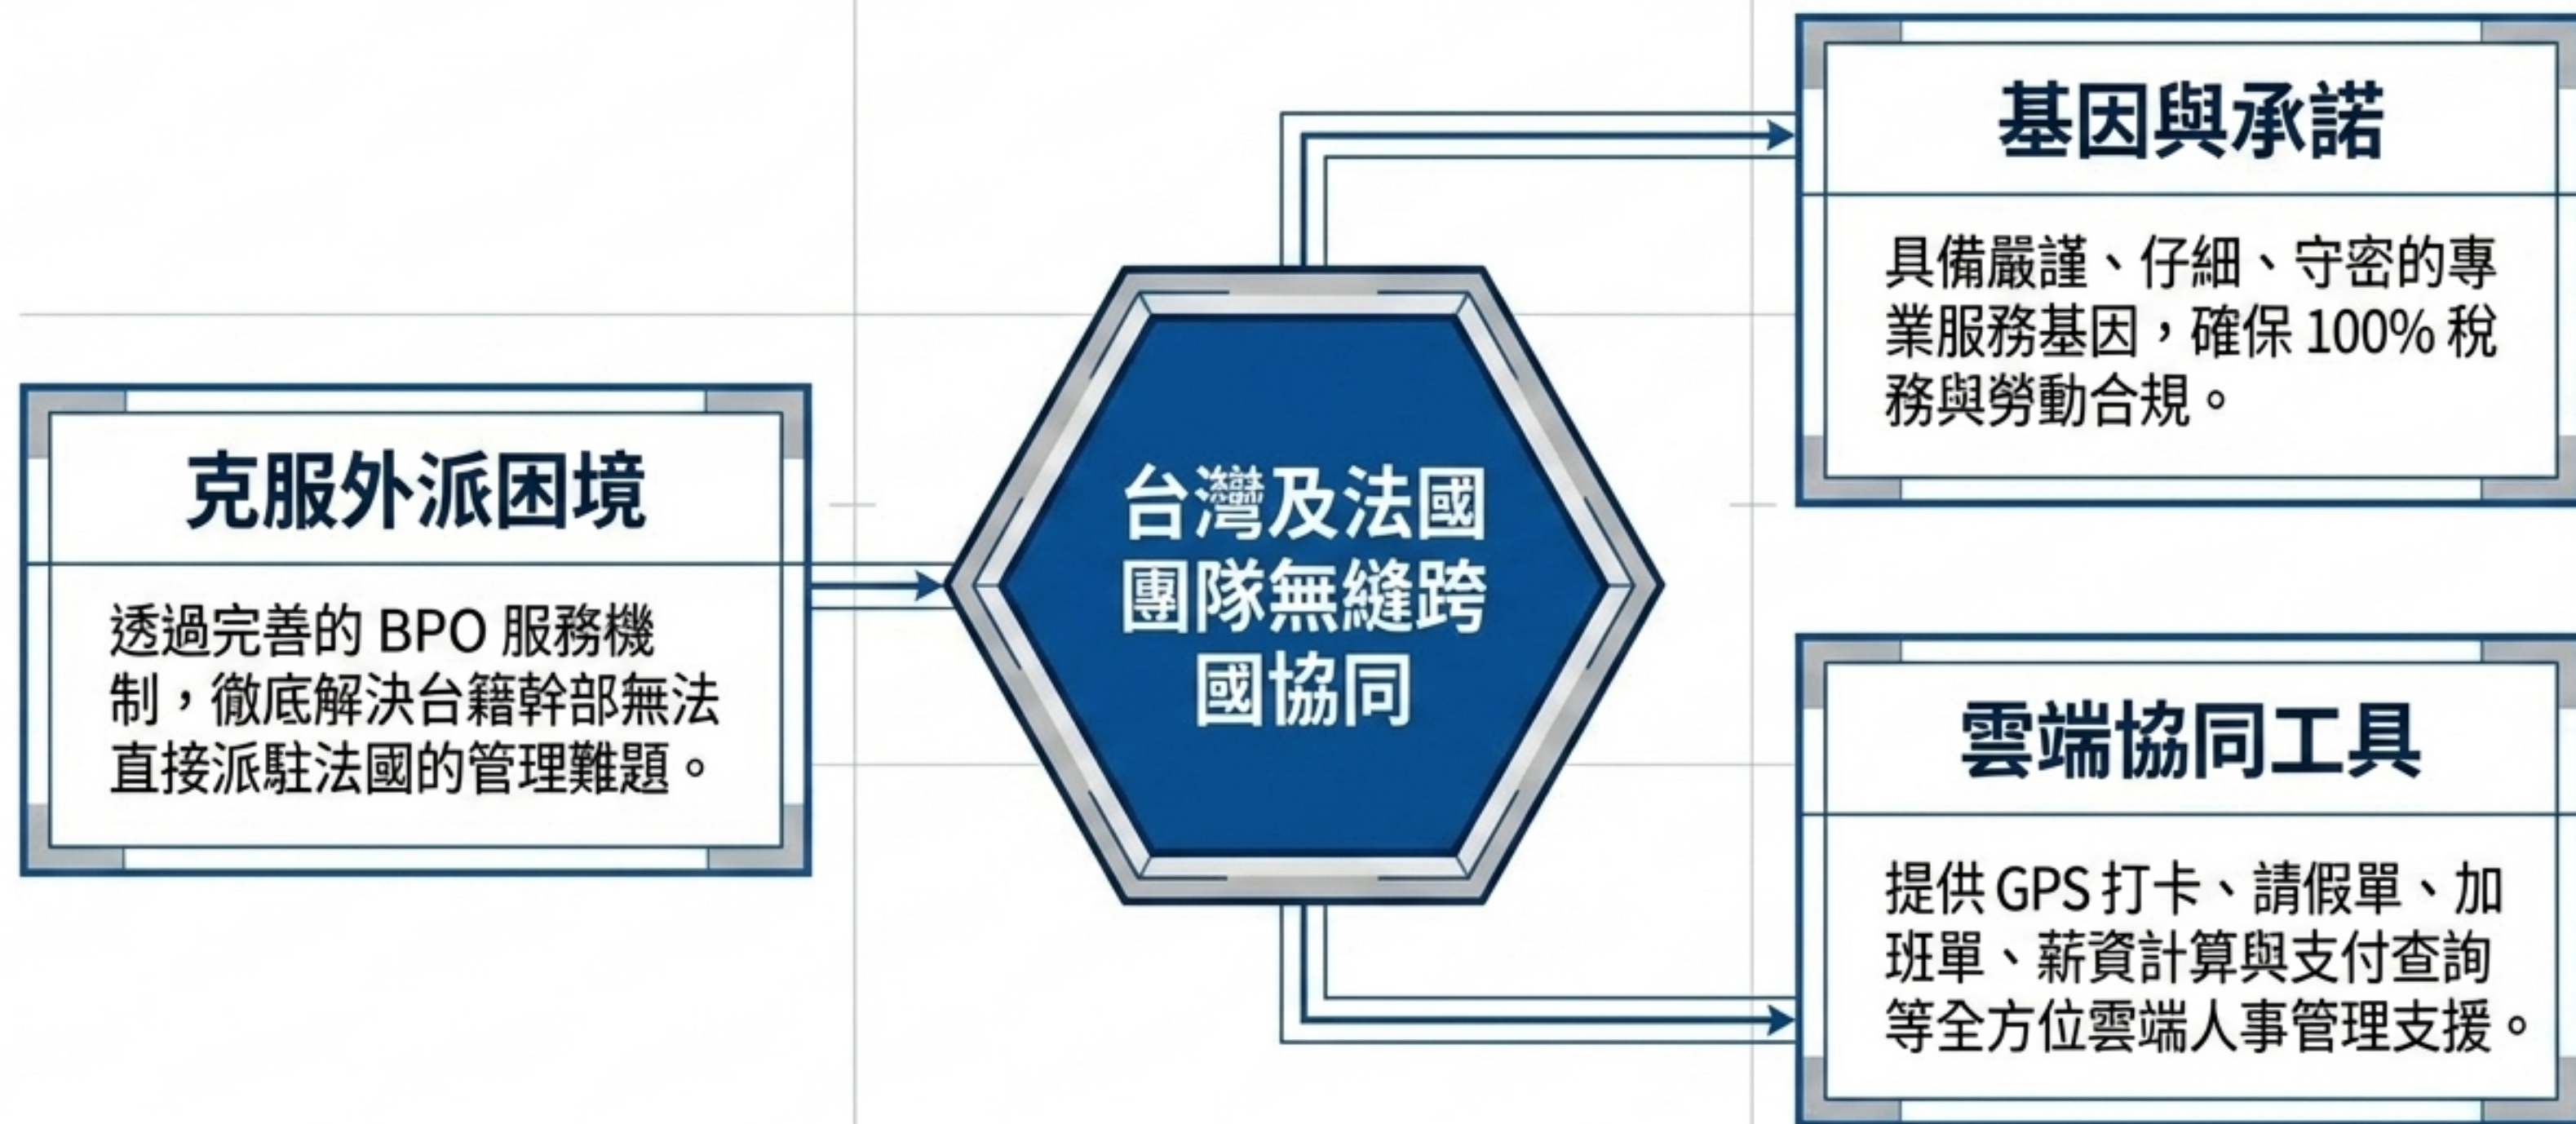 克服外派困境
透過完善的 BPO 服務機
制，徹底解決台籍幹部無法
直接派駐法國的管理難題。
台灣及法國
團隊無縫跨
國協同
基因與承諾
具備嚴謹、仔細、守密的專
業服務基因，確保 100% 稅
務與勞動合規。
雲端協同工具
提供 GPS 打卡、請假單、加
班單、薪資計算與支付查詢
等全方位雲端人事管理支援。